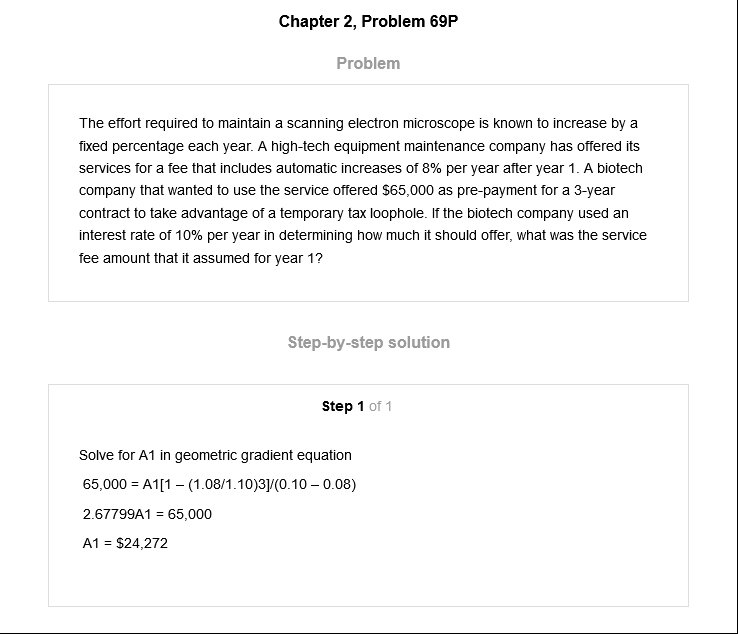 Chapter 2, Problem 69P
Problem
The effort required to maintain a scanning electron microscope is known to increase by a
fixed percentage each year. A high-tech equipment maintenance company has offered its
services for a fee that includes automatic increases of 8% per year after year 1. A biotech
company that wanted to use the service offered $65,000 as pre-payment for a 3-year
contract to take advantage of a temporary tax loophole. If the biotech company used an
interest rate of 10% per year in determining how much it should offer, what was the service
fee amount that it assumed for year 1?
Step-by-step solution
Step 1 of 1
Solve for A1 in geometric gradient equation
65,000 = A1[1 – (1.08/1.10)3]/(0.10 – 0.08)
2.67799A1 = 65,000
A1 = $24,272